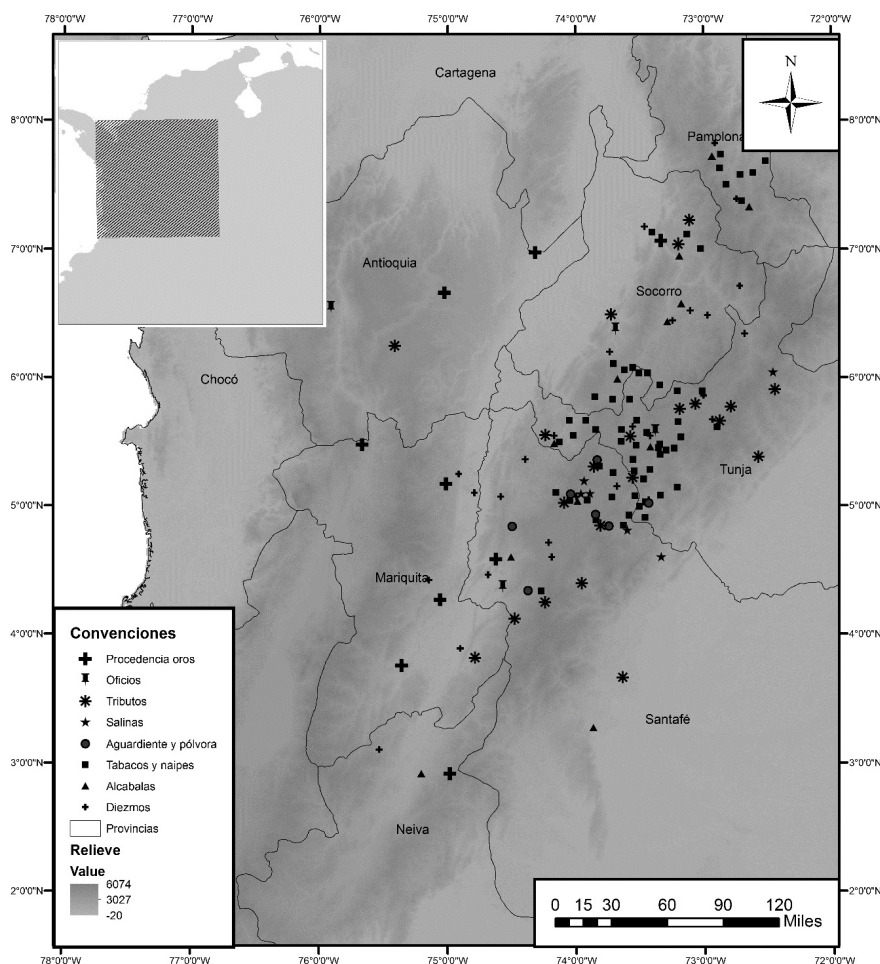 78°0'0"W 77°0'0"W 76°0'0"W 75°0'0"W 74°0'0"W 73°0'0"W 72°0'0"W
N
Cartagena
8°0'0"N 8°0'0"N
Pamplona
7°0'0"N 7°0'0"N
Antioquia
Socorro
6°0'0"N 6°0'0"N
Chocó
Tunja
5°0'0"N 5°0'0"N
Mariquita
4°0'0"N 4°0'0"N
Santafé
3°0'0"N 3°0'0"N
Neiva
2°0'0"N 2°0'0"N
Convenciones
Procedencia oros
Oficios
Tributos
Salinas
Aguardiente y pólvora
Tabacos y naipes
Alcabalas
Diezmos
Provincias
Relieve
Value
6074
3027
-20
0 15 30 60 90 120
Miles
78°0'0"W 77°0'0"W 76°0'0"W 75°0'0"W 74°0'0"W 73°0'0"W 72°0'0"W